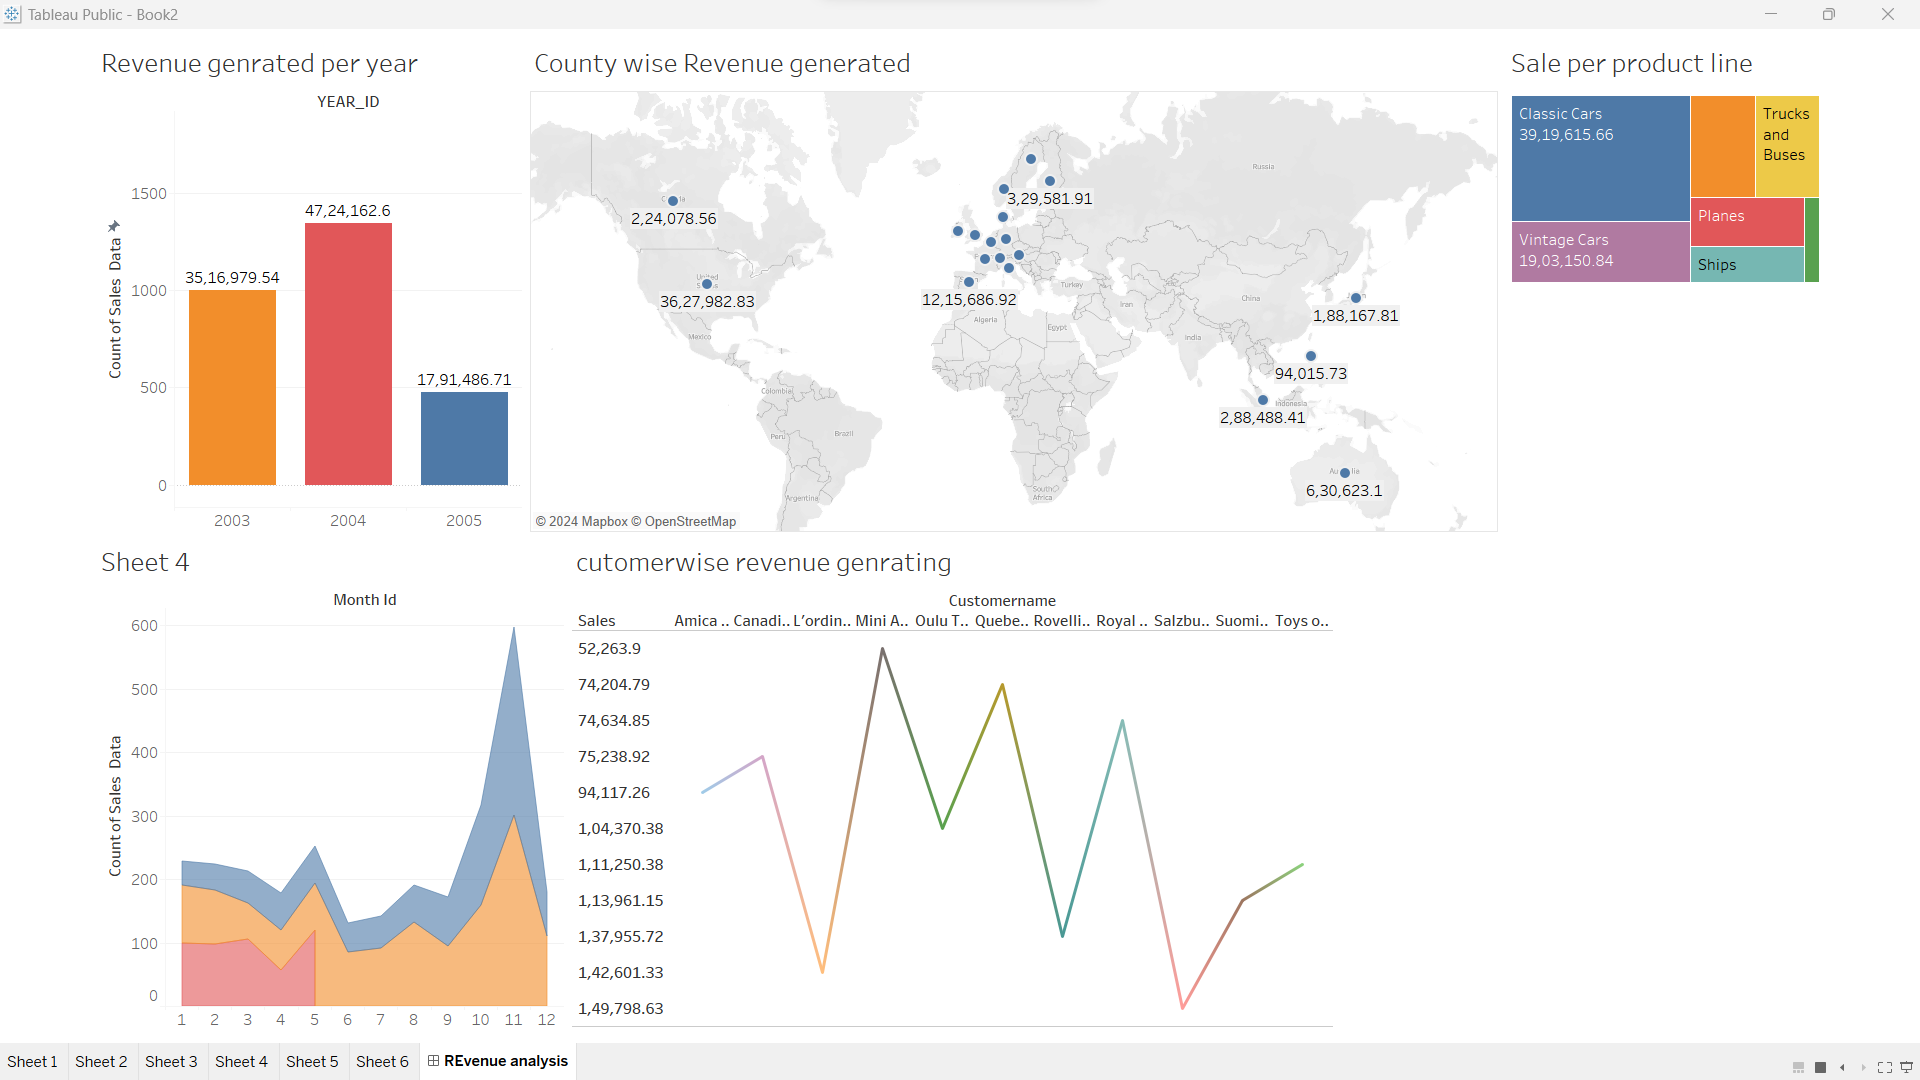 Tableau Public - Book2
Revenue genrated per year
YEAR_ID
Count of Sales Data
1500
1000
500
0
35,16,979.54
47,24,162.6
17,91,486.71
2003
2004
2005
County wise Revenue generated
Russia
2,24,078.56
3,29,581.91
United
36,27,982.83
Mexico
12,15,686.92
Turkey
Iran
China
Algeria
Egypt
India
1,88,167.81
94,015.73
Colombia
Indonesia
2,88,488.41
Peru
Brazil
6,30,623.1
South
Africa
Argentina
© 2024 Mapbox © OpenStreetMap
Sale per product line
Classic Cars
39,19,615.66
Trucks
and
Buses
Planes
Vintage Cars
19,03,150.84
Ships
Sheet 4
Month Id
Count of Sales Data
600
500
400
300
200
100
0
1 2 3 4 5 6 7 8 9 10 11 12
cutomerwise revenue genrating
Customername
Sales Amica .. Canadi.. L'ordin.. Mini A.. Oulu T.. Quebe.. Rovelli.. Royal .. Salzbu.. Suomi.. Toys o..
52,263.9
74,204.79
74,634.85
75,238.92
94,117.26
1,04,370.38
1,11,250.38
1,13,961.15
1,37,955.72
1,42,601.33
1,49,798.63
Sheet 1 Sheet 2 Sheet 3 Sheet 4 Sheet 5 Sheet 6 REvenue analysis